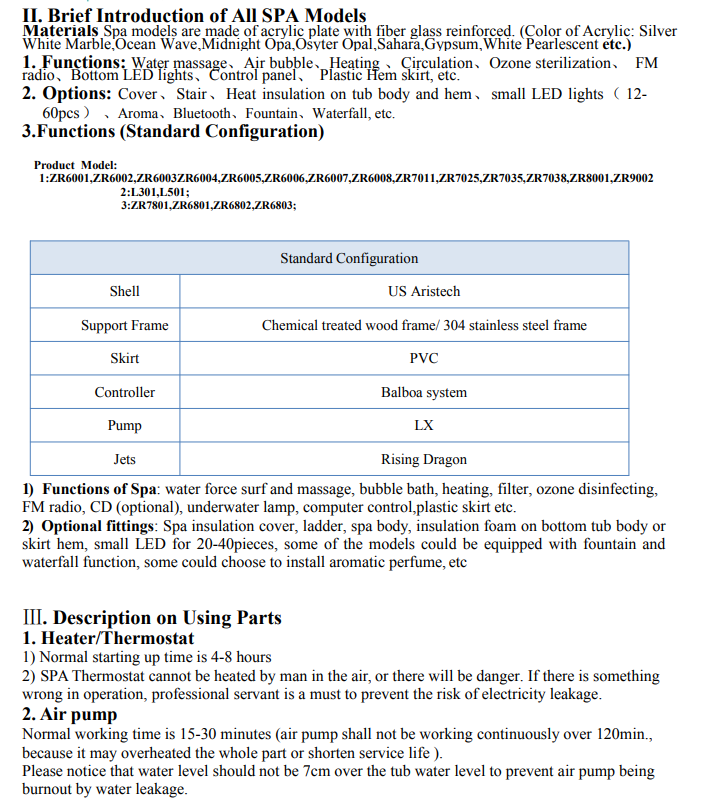 II. Brief Introduction of All SPA Models
Materials Spa models are made of acrylic plate with fiber glass reinforced. (Color of Acrylic: Silver
White Marble,Ocean Wave,Midnight Opa,Osyter Opal,Sahara,Gypsum,White Pearlescent etc.)
1. Functions: Water massage、Air bubble、Heating 、Circulation、Ozone sterilization、 FM
radio、Bottom LED lights、Control panel、 Plastic Hem skirt, etc.
2. Options: Cover、Stair、Heat insulation on tub body and hem、small LED lights（ 12-
60pcs ） 、Aroma、Bluetooth、Fountain、Waterfall, etc.
3.Functions (Standard Configuration)
Product Model:
1:ZR6001,ZR6002,ZR6003ZR6004,ZR6005,ZR6006,ZR6007,ZR6008,ZR7011,ZR7025,ZR7035,ZR7038,ZR8001,ZR9002
2:L301,L501;
3:ZR7801,ZR6801,ZR6802,ZR6803;
Standard Configuration
Shell US Aristech
Support Frame Chemical treated wood frame/ 304 stainless steel frame
Skirt PVC
Controller Balboa system
Pump LX
Jets Rising Dragon
1) Functions of Spa: water force surf and massage, bubble bath, heating, filter, ozone disinfecting,
FM radio, CD (optional), underwater lamp, computer control,plastic skirt etc.
2) Optional fittings: Spa insulation cover, ladder, spa body, insulation foam on bottom tub body or
skirt hem, small LED for 20-40pieces, some of the models could be equipped with fountain and
waterfall function, some could choose to install aromatic perfume, etc
Ⅲ. Description on Using Parts
1. Heater/Thermostat
1) Normal starting up time is 4-8 hours
2) SPA Thermostat cannot be heated by man in the air, or there will be danger. If there is something
wrong in operation, professional servant is a must to prevent the risk of electricity leakage.
2. Air pump
Normal working time is 15-30 minutes (air pump shall not be working continuously over 120min.,
because it may overheated the whole part or shorten service life ).
Please notice that water level should not be 7cm over the tub water level to prevent air pump being
burnout by water leakage.